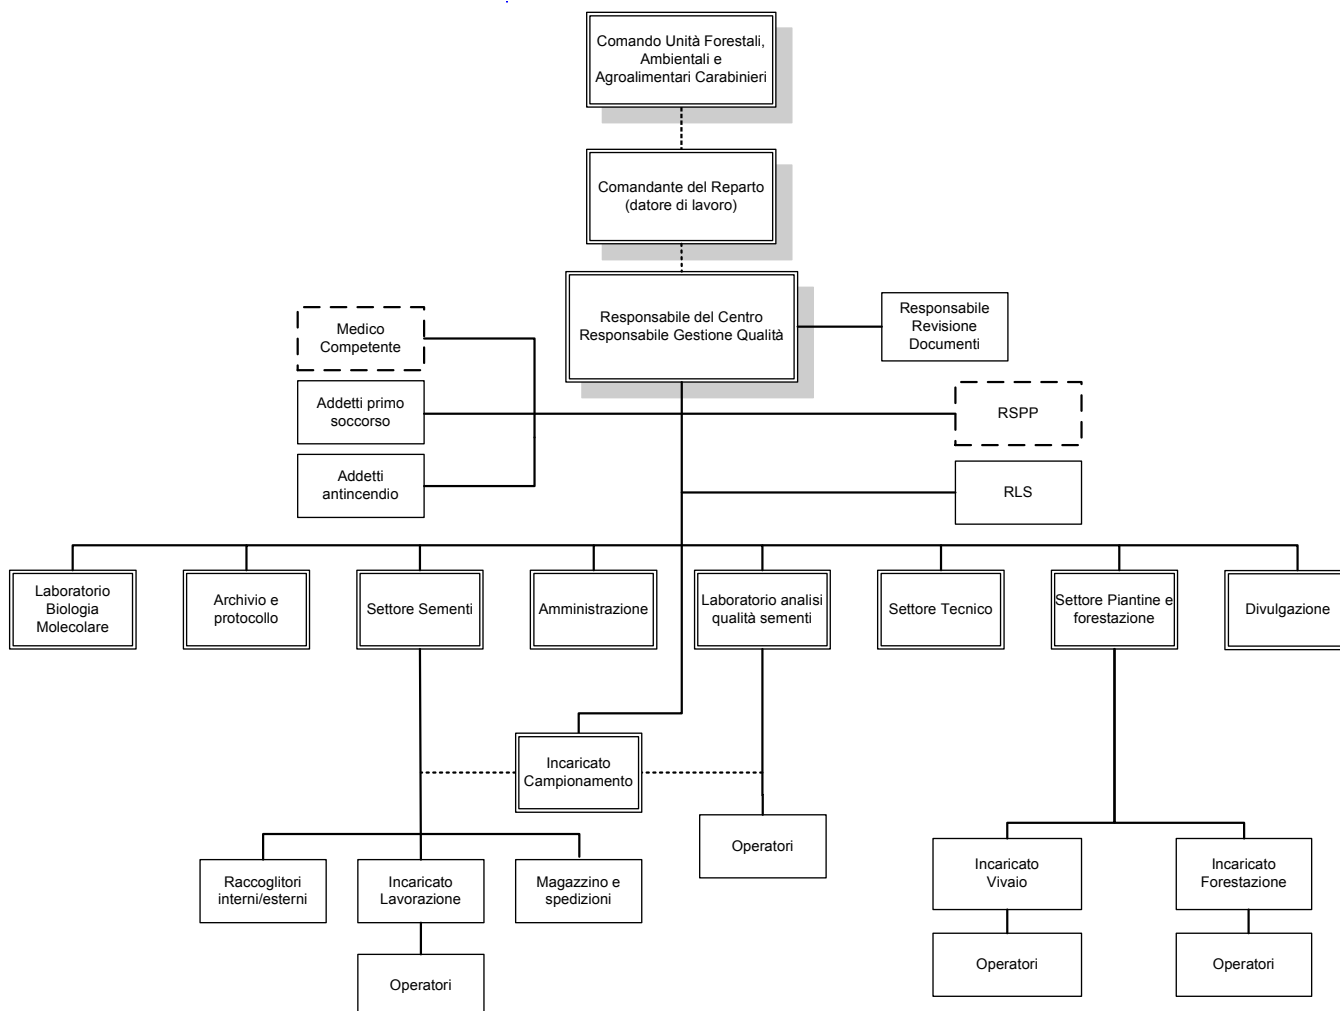 Comando Unità Forestali,
Ambientali e
Agroalimentari Carabinieri
Comandante del Reparto
(datore di lavoro)
Responsabile del Centro
Responsabile Gestione Qualità
Responsabile
Revisione
Documenti
Medico
Competente
Addetti primo
soccorso
RSPP
Addetti
antincendio
RLS
Laboratorio
Biologia
Molecolare
Archivio e
protocollo
Settore Sementi
Amministrazione
Laboratorio analisi
qualità sementi
Settore Tecnico
Settore Piantine e
forestazione
Divulgazione
Incaricato
Campionamento
Operatori
Raccoglitori
interni/esterni
Incaricato
Lavorazione
Magazzino e
spedizioni
Incaricato
Vivaio
Incaricato
Forestazione
Operatori
Operatori
Operatori